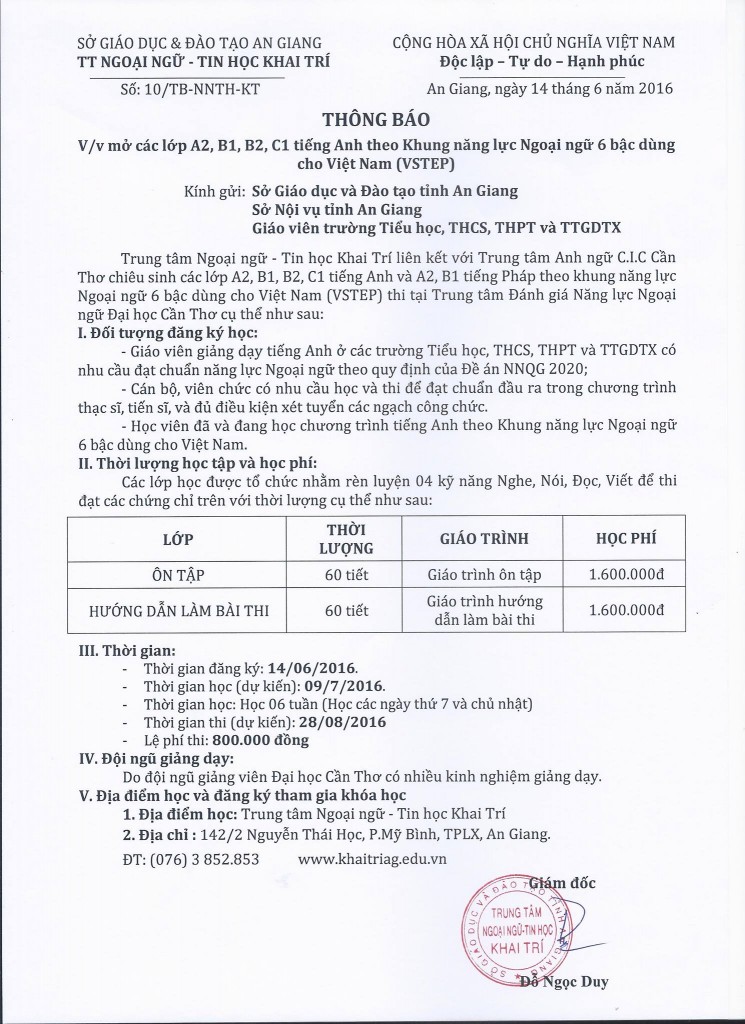 SỞ GIÁO DỤC & ĐÀO TẠO AN GIANG
TT NGOẠI NGỮ - TIN HỌC KHAI TRÍ
Số: 10/TB-NNTH-KT
CỘNG HÒA XÃ HỘI CHỦ NGHĨA VIỆT NAM
Độc lập – Tự do – Hạnh phúc
An Giang, ngày 14 tháng 6 năm 2016
THÔNG BÁO
V/v mở các lớp A2, B1, B2, C1 tiếng Anh theo Khung năng lực Ngoại ngữ 6 bậc dùng
cho Việt Nam (VSTEP)
Kính gửi: Sở Giáo dục và Đào tạo tỉnh An Giang
Sở Nội vụ tỉnh An Giang
Giáo viên trường Tiểu học, THCS, THPT và TTGDTX
Trung tâm Ngoại ngữ - Tin học Khai Trí liên kết với Trung tâm Anh ngữ C.I.C Cần
Thơ chiêu sinh các lớp A2, B1, B2, C1 tiếng Anh và A2, B1 tiếng Pháp theo khung năng lực
Ngoại ngữ 6 bậc dùng cho Việt Nam (VSTEP) thi tại Trung tâm Đánh giá Năng lực Ngoại
ngữ Đại học Cần Thơ cụ thể như sau:
I. Đối tượng đăng ký học:
- Giáo viên giảng dạy tiếng Anh ở các trường Tiểu học, THCS, THPT và TTGDTX có
nhu cầu đạt chuẩn năng lực Ngoại ngữ theo quy định của Đề án NNQG 2020;
- Cán bộ, viên chức có nhu cầu học và thi để đạt chuẩn đầu ra trong chương trình
thạc sĩ, tiến sĩ, và đủ điều kiện xét tuyển các ngạch công chức.
- Học viên đã và đang học chương trình tiếng Anh theo Khung năng lực Ngoại ngữ
6 bậc dùng cho Việt Nam.
II. Thời lượng học tập và học phí:
Các lớp học được tổ chức nhằm rèn luyện 04 kỹ năng Nghe, Nói, Đọc, Viết để thi
đạt các chứng chỉ trên với thời lượng cụ thể như sau:
LỚP
THỜI
LƯỢNG
GIÁO TRÌNH
HỌC PHÍ
ÔN TẬP
60 tiết
Giáo trình ôn tập
1.600.000đ
HƯỚNG DẪN LÀM BÀI THI
60 tiết
Giáo trình hướng
dẫn làm bài thi
1.600.000đ
III. Thời gian:
- Thời gian đăng ký: 14/06/2016.
- Thời gian học (dự kiến): 09/7/2016.
- Thời gian học: Học 06 tuần (Học các ngày thứ 7 và chủ nhật)
- Thời gian thi (dự kiến): 28/08/2016
- Lệ phí thi: 800.000 đồng
IV. Đội ngũ giảng dạy:
Do đội ngũ giảng viên Đại học Cần Thơ có nhiều kinh nghiệm giảng dạy.
V. Địa điểm học và đăng ký tham gia khóa học
1. Địa điểm học: Trung tâm Ngoại ngữ - Tin học Khai Trí
2. Địa chỉ : 142/2 Nguyễn Thái Học, P.Mỹ Bình, TPLX, An Giang.
ĐT: (076) 3 852.853 www.khaitriag.edu.vn
Giám đốc
SỞ GIÁO DỤC VÀ ĐÀO TẠO TỈNH AN GIANG
TRUNG TÂM
NGOẠI NGỮ-TIN HỌC
KHAI TRÍ
Đỗ Ngọc Duy